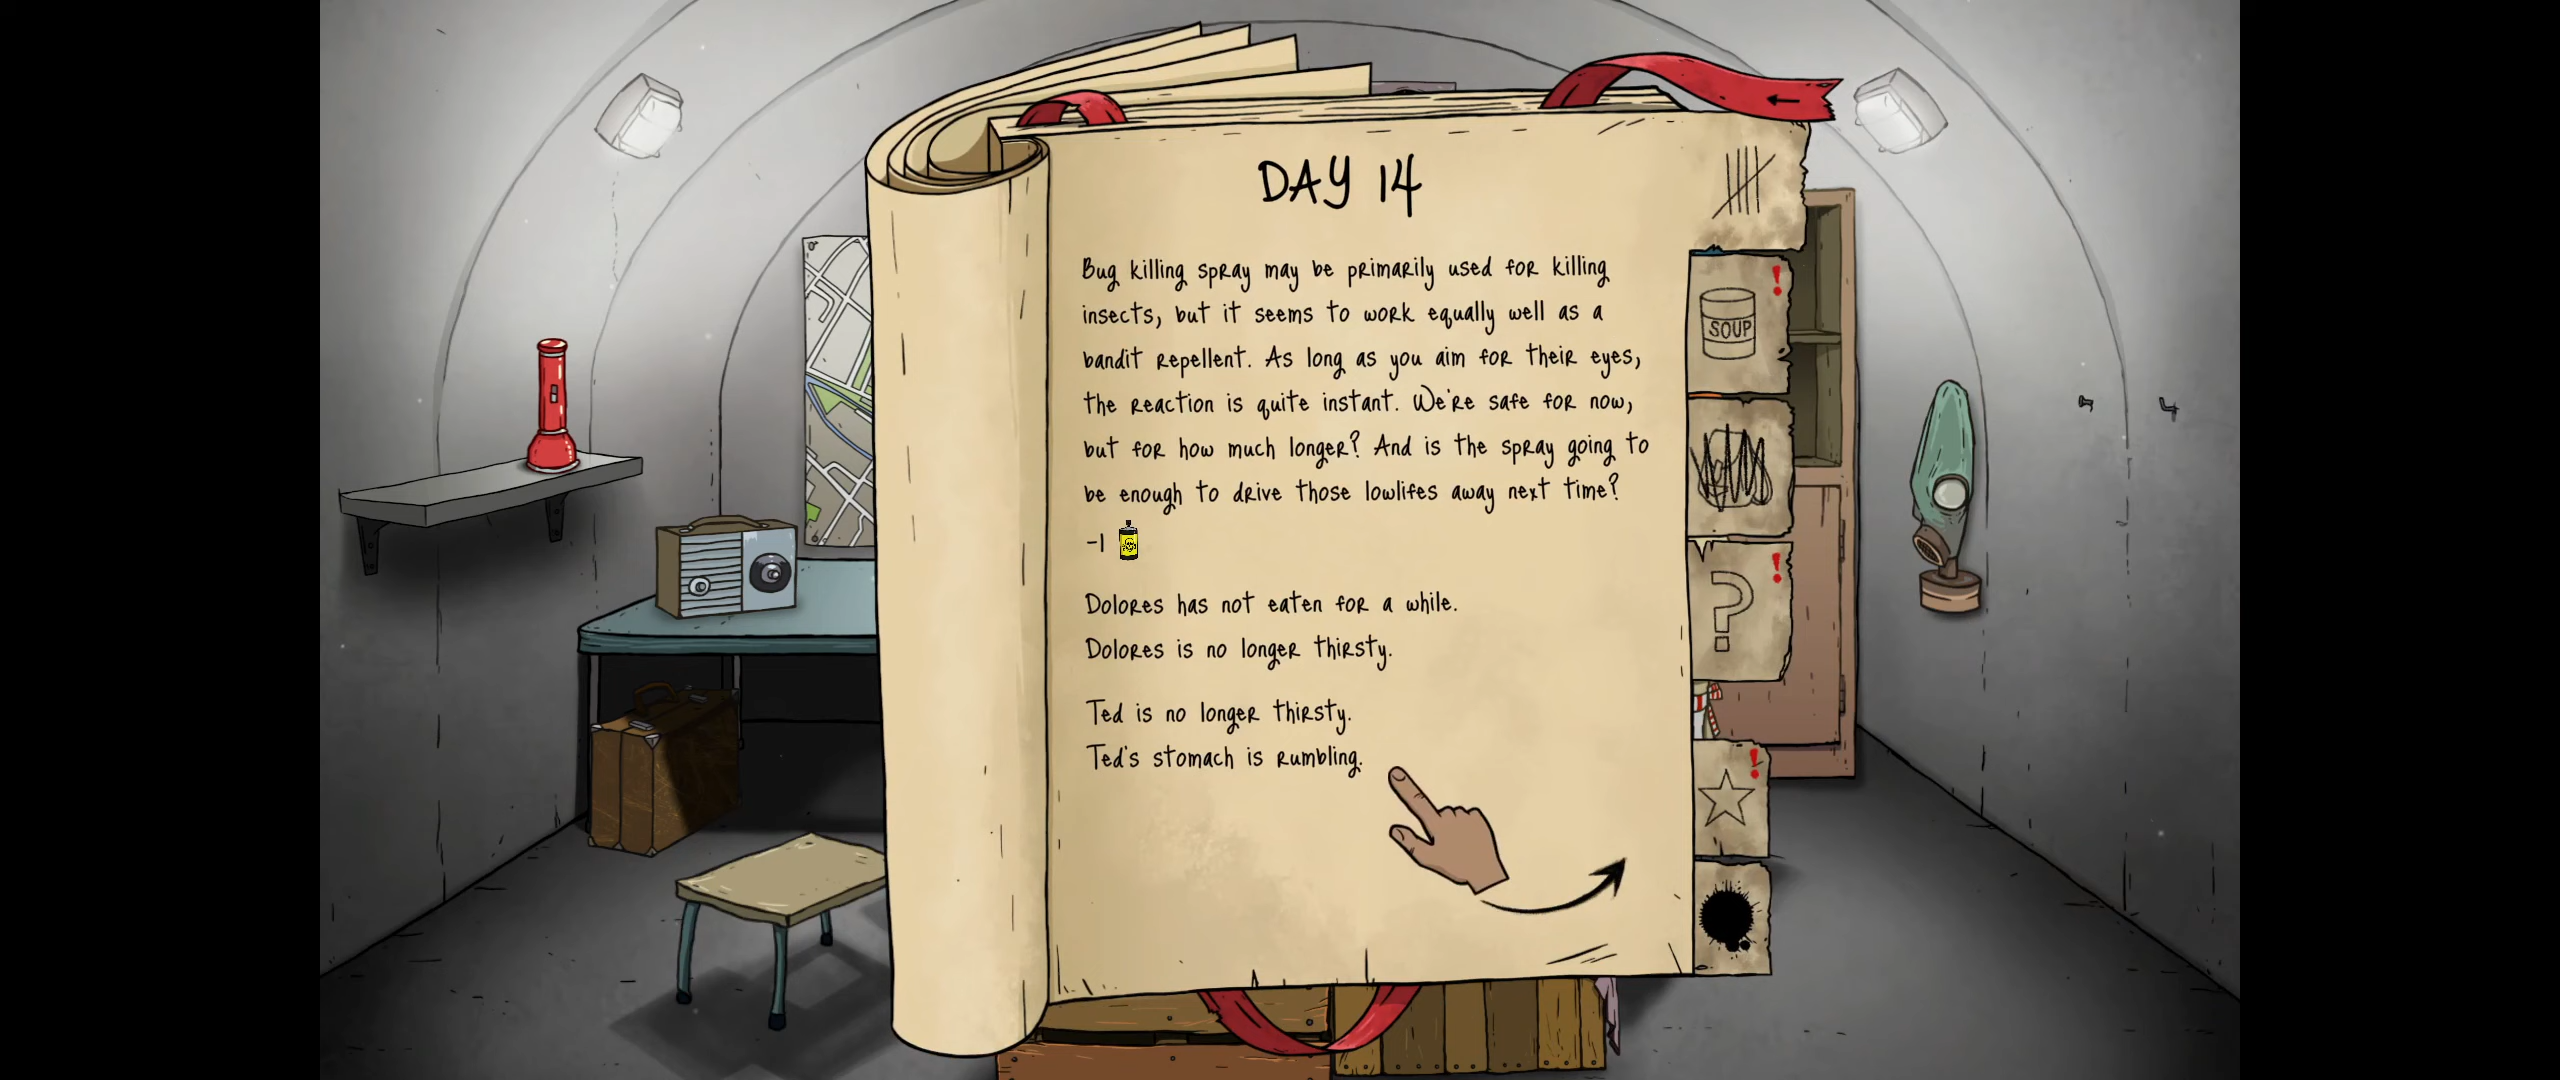 DAY 14
Bug killing spray may be primarily used for killing
insects, but it seems to work equally well as a
bandit repellent. As long as you aim for their eyes,
the reaction is quite instant. We're safe for now,
but for how much longer? And is the spray going to
be enough to drive those lowlifes away next time?
-1
Dolores has not eaten for a while.
Dolores is no longer thirsty.
Ted is no longer thirsty.
Ted's stomach is rumbling.
!
SOUP
!
?
!